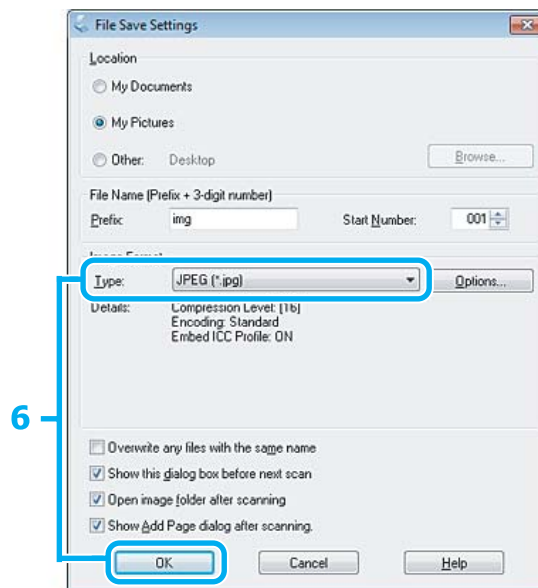 File Save Settings
Location
My Documents
My Pictures
Other: Desktop Browse...
File Name (Prefix + 3-digit number)
Prefix: img Start Number: 001
Image Format
Type: JPEG (*.jpg) Options...
Details: Compression Level: [16]
Encoding: Standard
Embed ICC Profile: ON
6
Overwrite any files with the same name
Show this dialog box before next scan
Open image folder after scanning
Show Add Page dialog after scanning.
OK Cancel Help